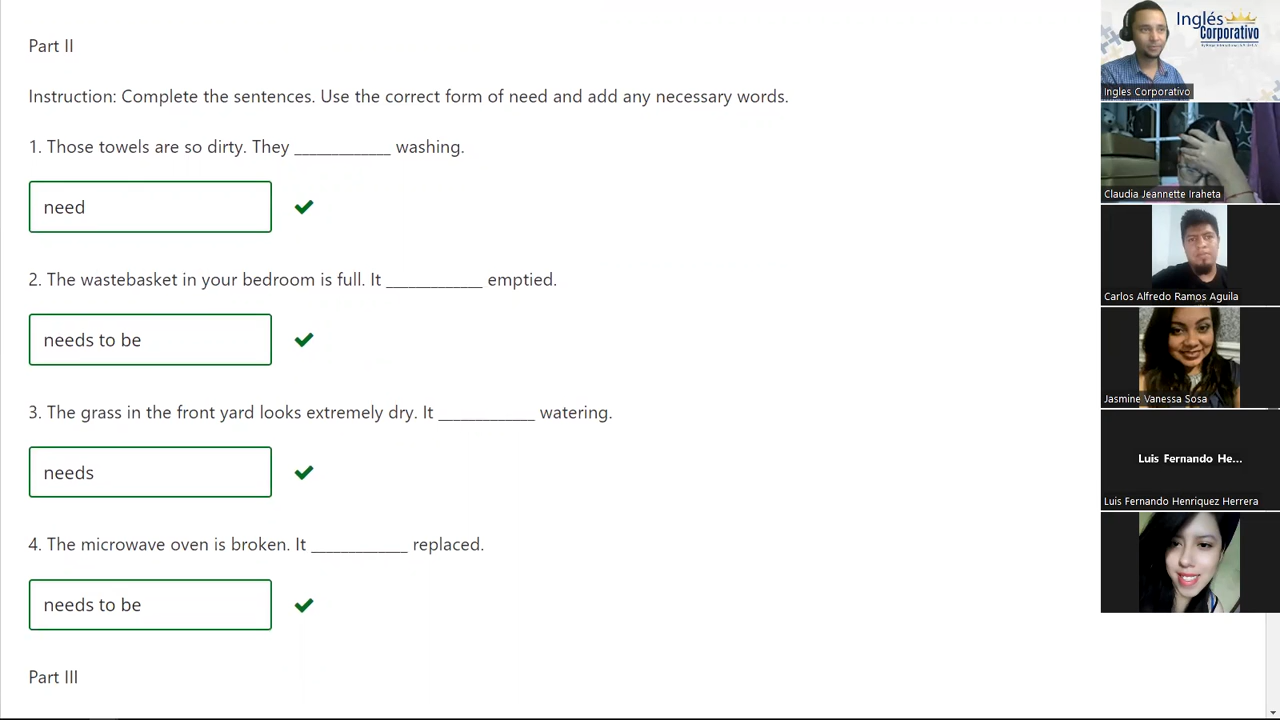 Part II
Instruction: Complete the sentences. Use the correct form of need and add any necessary words.
1. Those towels are so dirty. They _____________ washing.
need
2. The wastebasket in your bedroom is full. It _____________ emptied.
needs to be
3. The grass in the front yard looks extremely dry. It _____________ watering.
needs
4. The microwave oven is broken. It _____________ replaced.
needs to be
Part III
Inglés
Corporativo
Ingles Corporativo
Claudia Jeannette Iraheta
Carlos Alfredo Ramos Aguila
Jasmine Vanessa Sosa
Luis Fernando He...
Luis Fernando Henriquez Herrera